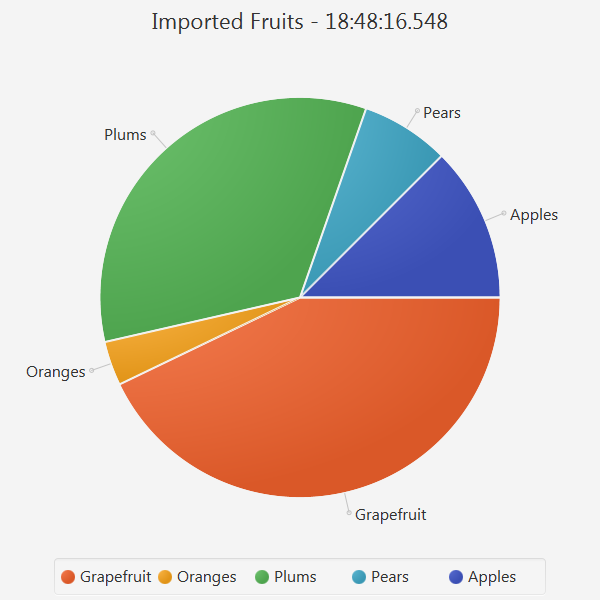 Imported Fruits - 18:48:16.548
Pears
Plums
Apples
Oranges
Grapefruit
Grapefruit Oranges Plums Pears Apples